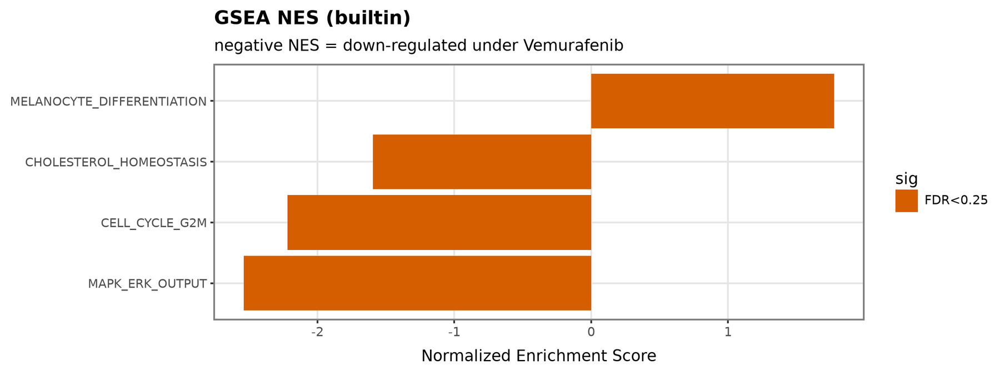 GSEA NES (builtin)
negative NES = down-regulated under Vemurafenib
MELANOCYTE_DIFFERENTIATION
CHOLESTEROL_HOMEOSTASIS
CELL_CYCLE_G2M
MAPK_ERK_OUTPUT
sig
FDR<0.25
-2 -1 0 1
Normalized Enrichment Score